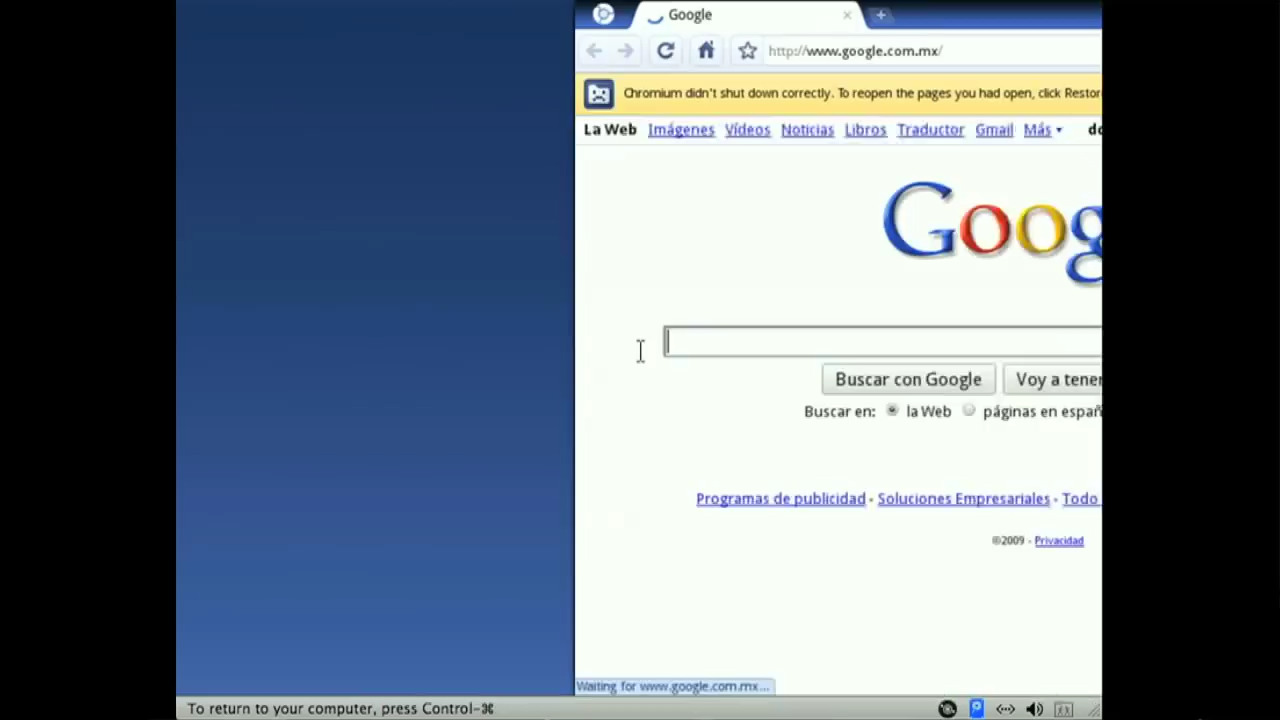 Google
http://www.google.com.mx/
Chromium didn't shut down correctly. To reopen the pages you had open, click Restor
La Web Imágenes Vídeos Noticias Libros Traductor Gmail Más ▾ do
Goog
Buscar con Google Voy a tener
Buscar en: la Web páginas en españ
Programas de publicidad - Soluciones Empresariales - Todo
©2009 - Privacidad
Waiting for www.google.com.mx...
To return to your computer, press Control-⌘